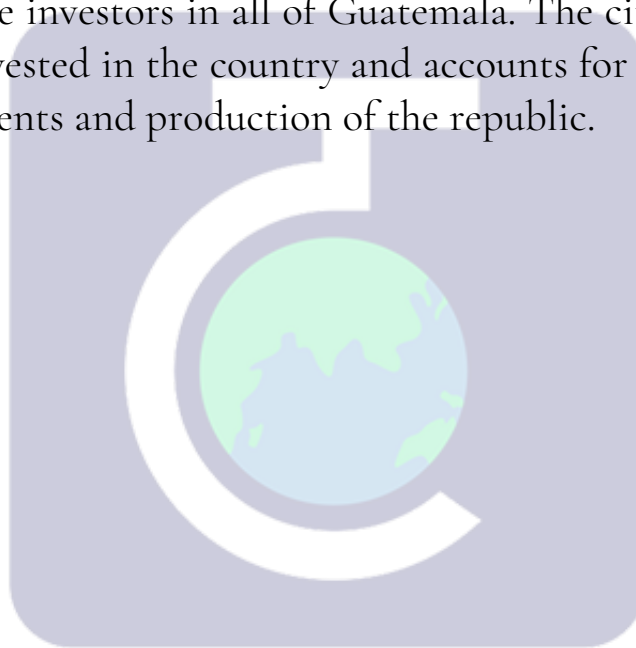 e investors in all of Guatemala. The ci
vested in the country and accounts for
ents and production of the republic.